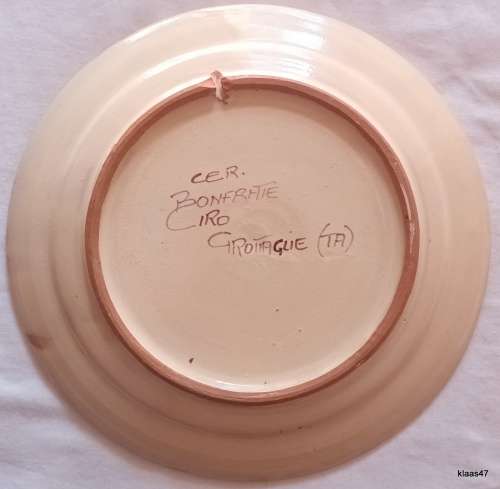 CER.
BONFRATE
CIRO
GROTTAGLIE (TA)
klaas47